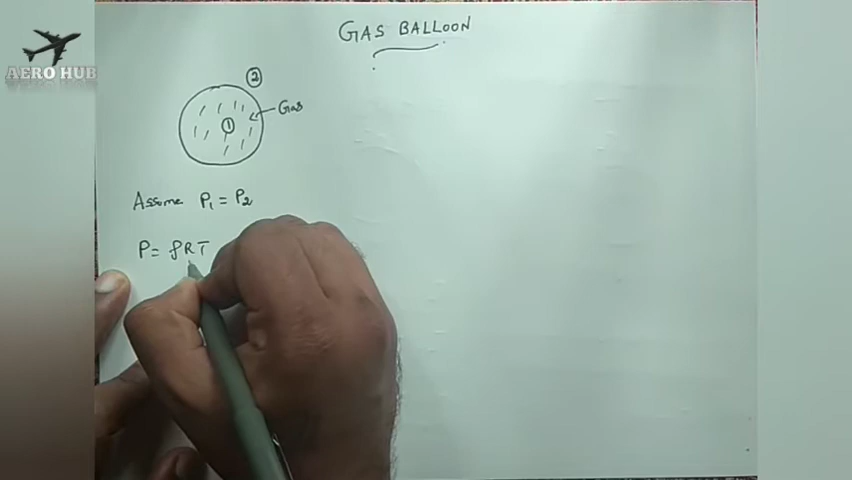 GAS BALLOON
AERO HUB
②
Gas
①
Assume P₁ = P₂
P = ρRT